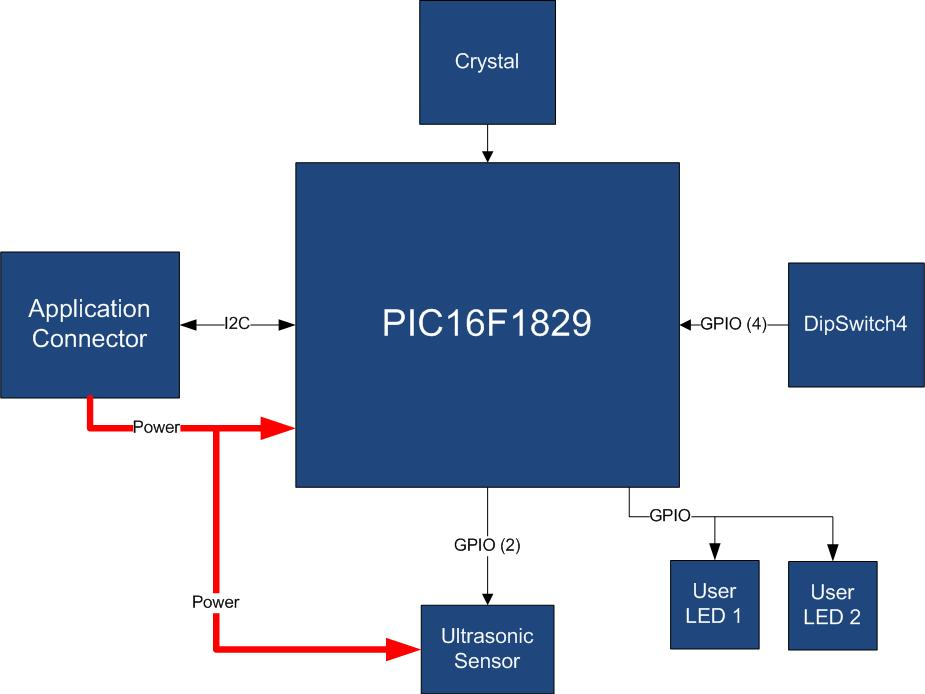 Crystal
Application
Connector
I2C
PIC16F1829
GPIO (4)
DipSwitch4
Power
GPIO
GPIO (2)
User
LED 1
User
LED 2
Power
Ultrasonic
Sensor